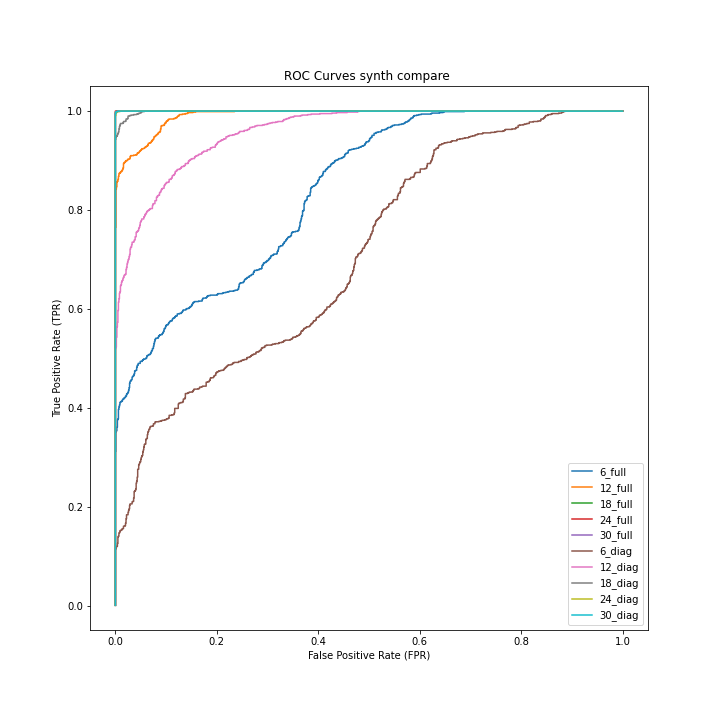 ROC Curves synth compare
1.0
0.8
0.6
0.4
0.2
0.0
True Positive Rate (TPR)
6_full
12_full
18_full
24_full
30_full
6_diag
12_diag
18_diag
24_diag
30_diag
0.0 0.2 0.4 0.6 0.8 1.0
False Positive Rate (FPR)